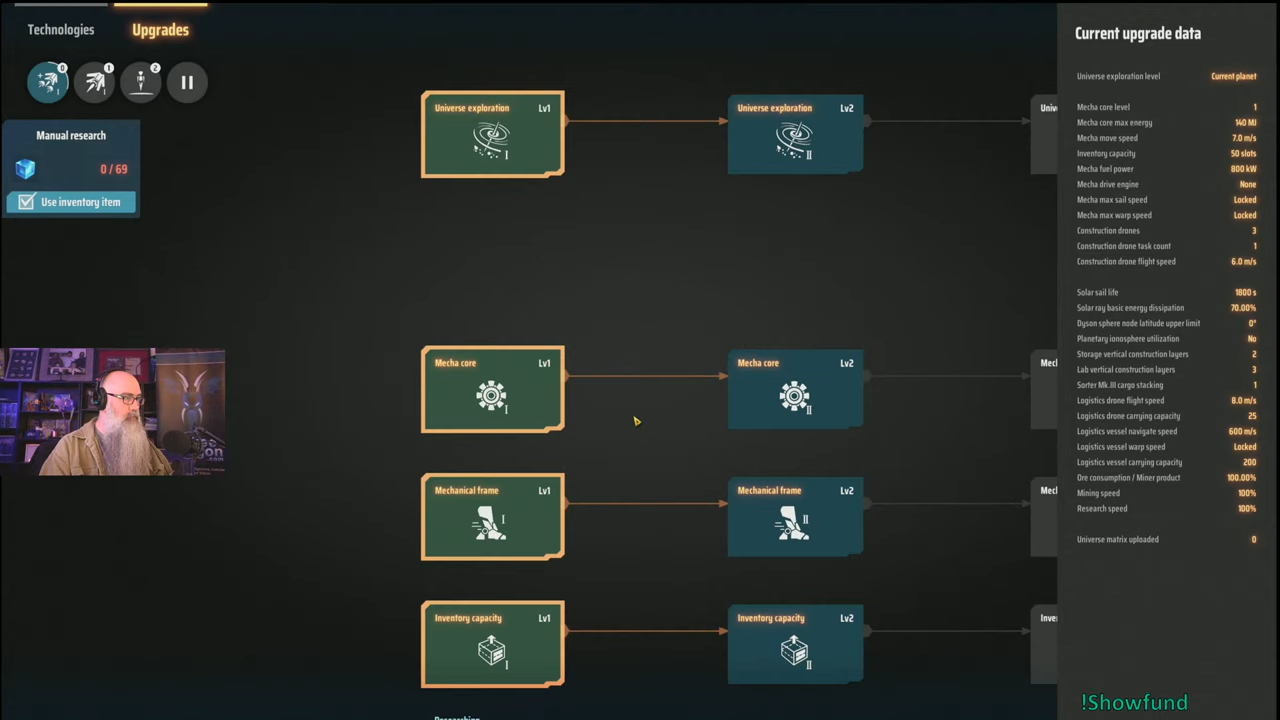 Technologies
Upgrades
0
1
2
Manual research
0 / 69
Use inventory item
Universe exploration Lv1
I
Universe exploration Lv2
II
Mecha core Lv1
I
Mecha core Lv2
II
Mechanical frame Lv1
I
Mechanical frame Lv2
II
Inventory capacity Lv1
I
Inventory capacity Lv2
II
Current upgrade data
Universe exploration level Current planet
Mecha core level 1
Mecha core max energy 140 MJ
Mecha move speed 7.0 m/s
Inventory capacity 50 slots
Mecha fuel power 800 kW
Mecha drive engine None
Mecha max sail speed Locked
Mecha max warp speed Locked
Construction drones 3
Construction drone task count 1
Construction drone flight speed 6.0 m/s
Solar sail life 1800 s
Solar ray basic energy dissipation 70.00%
Dyson sphere node latitude upper limit 0°
Planetary ionosphere utilization No
Storage vertical construction layers 2
Lab vertical construction layers 3
Sorter Mk.III cargo stacking 1
Logistics drone flight speed 8.0 m/s
Logistics drone carrying capacity 25
Logistics vessel navigate speed 600 m/s
Logistics vessel warp speed Locked
Logistics vessel carrying capacity 200
Ore consumption / Miner product 100.00%
Mining speed 100%
Research speed 100%
Universe matrix uploaded 0
!Showfund